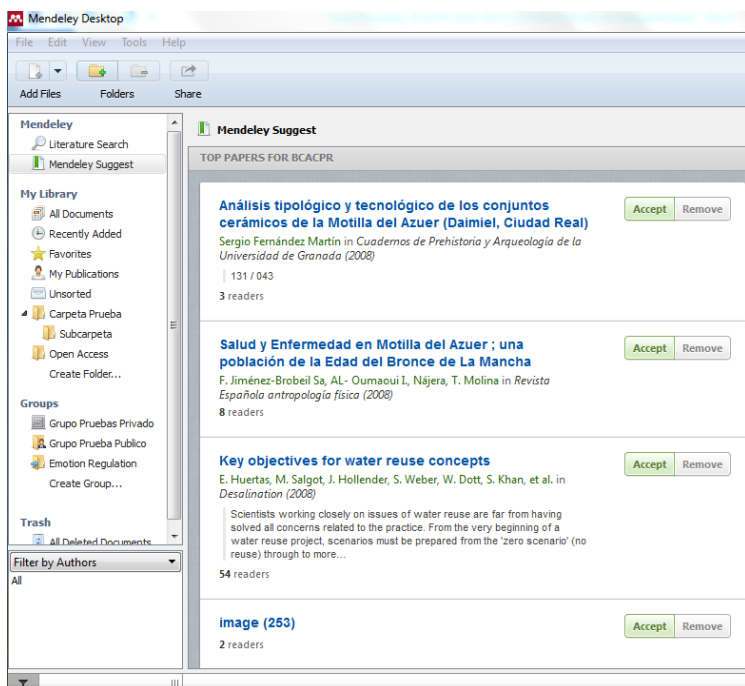 Mendeley Desktop
File Edit View Tools Help
Add Files Folders Share
Mendeley
Literature Search
Mendeley Suggest
My Library
All Documents
Recently Added
Favorites
My Publications
Unsorted
Carpeta Prueba
Subcarpeta
Open Access
Create Folder...
Groups
Grupo Pruebas Privado
Grupo Prueba Publico
Emotion Regulation
Create Group...
Trash
All Deleted Documents
Filter by Authors
All
Mendeley Suggest
TOP PAPERS FOR BCACPR
Análisis tipológico y tecnológico de los conjuntos
cerámicos de la Motilla del Azuer (Daimiel, Ciudad Real)
Accept Remove
Sergio Fernández Martín in Cuadernos de Prehistoria y Arqueología de la
Universidad de Granada (2008)
131 / 043
3 readers
Salud y Enfermedad en Motilla del Azuer ; una
población de la Edad del Bronce de La Mancha
Accept Remove
F. Jiménez-Brobeil Sa, AL- Oumaoui I., Nájera, T. Molina in Revista
Española antropología física (2008)
8 readers
Key objectives for water reuse concepts
Accept Remove
E. Huertas, M. Salgot, J. Hollender, S. Weber, W. Dott, S. Khan, et al. in
Desalination (2008)
Scientists working closely on issues of water reuse are far from having
solved all concerns related to the practice. From the very beginning of a
water reuse project, scenarios must be prepared from the 'zero scenario' (no
reuse) through to more...
54 readers
image (253)
Accept Remove
2 readers